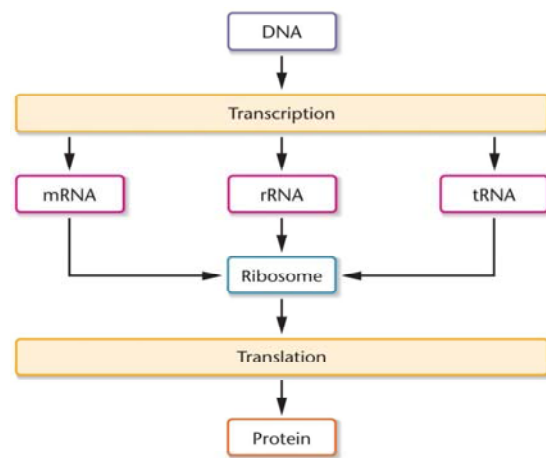 DNA
Transcription
mRNA rRNA tRNA
Ribosome
Translation
Protein